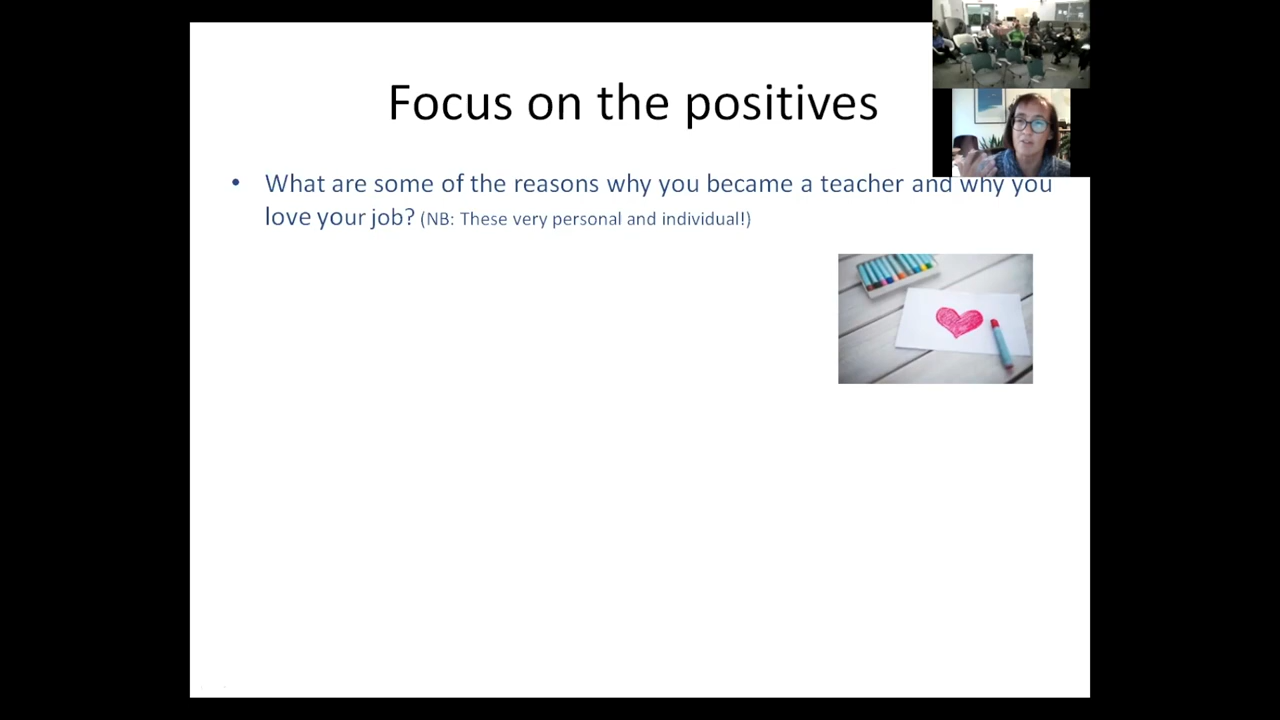 Focus on the positives
• What are some of the reasons why you became a teacher and why you
love your job? (NB: These very personal and individual!)